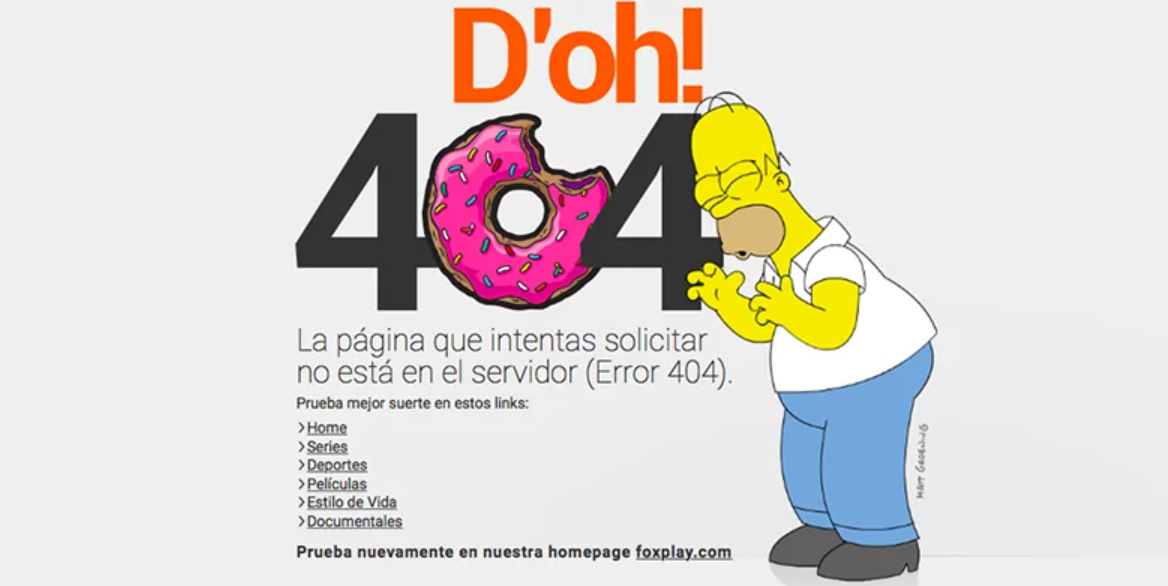 D'oh!
404
La página que intentas solicitar
no está en el servidor (Error 404).
Prueba mejor suerte en estos links:
> Home
> Series
> Deportes
> Películas
> Estilo de Vida
> Documentales
Prueba nuevamente en nuestra homepage foxplay.com
MATT GROENING